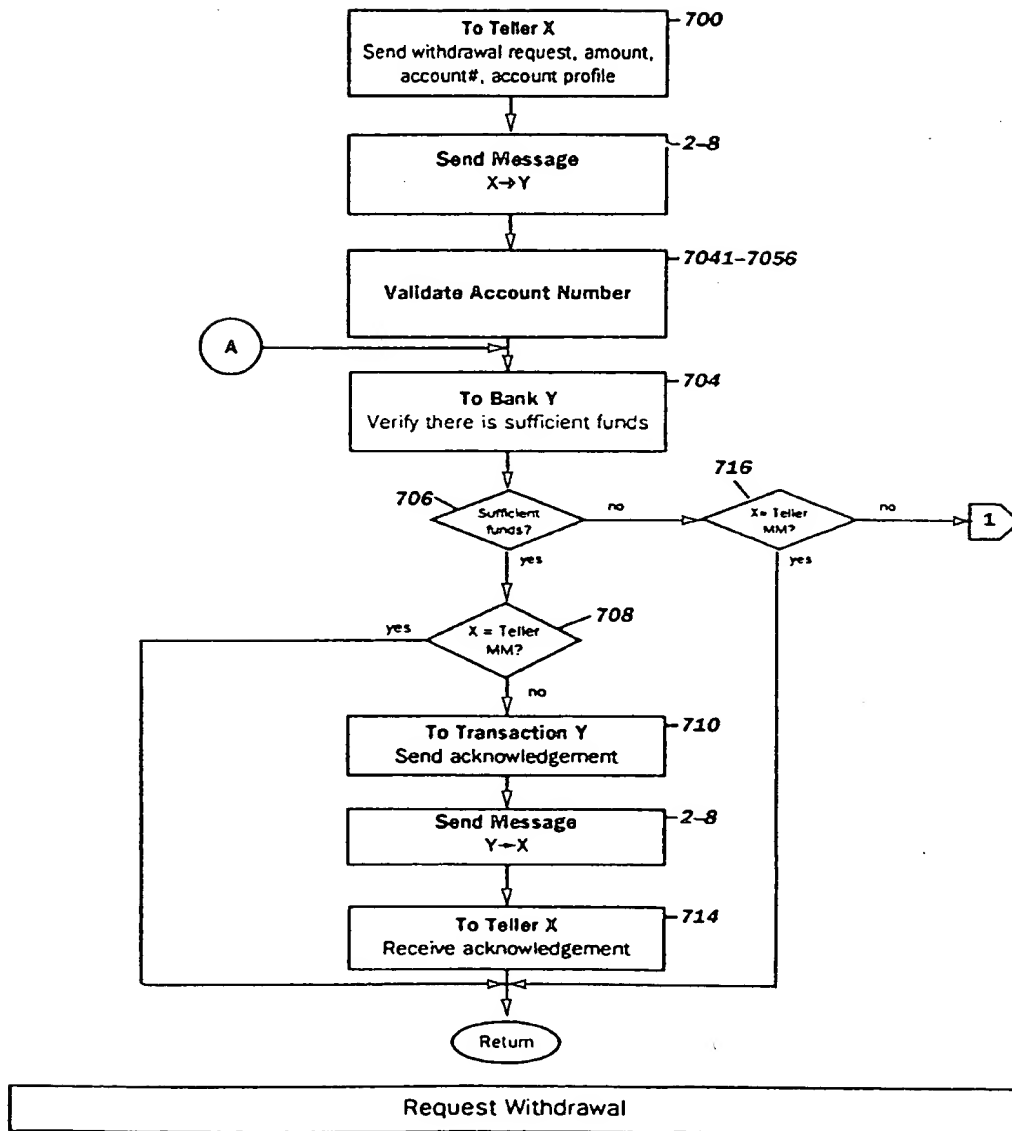 700
To Teller X
Send withdrawal request, amount,
account#, account profile
2-8
Send Message
X→Y
7041-7056
Validate Account Number
A
704
To Bank Y
Verify there is sufficient funds
706
Sufficient
funds?
no
716
X= Teller
MM?
no
1
yes
yes
708
yes
X = Teller
MM?
no
710
To Transaction Y
Send acknowledgement
2-8
Send Message
Y→X
714
To Teller X
Receive acknowledgement
Return
Request Withdrawal